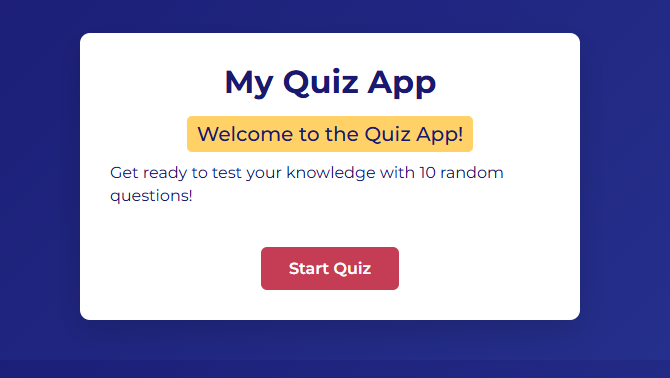 My Quiz App
Welcome to the Quiz App!
Get ready to test your knowledge with 10 random
questions!
Start Quiz